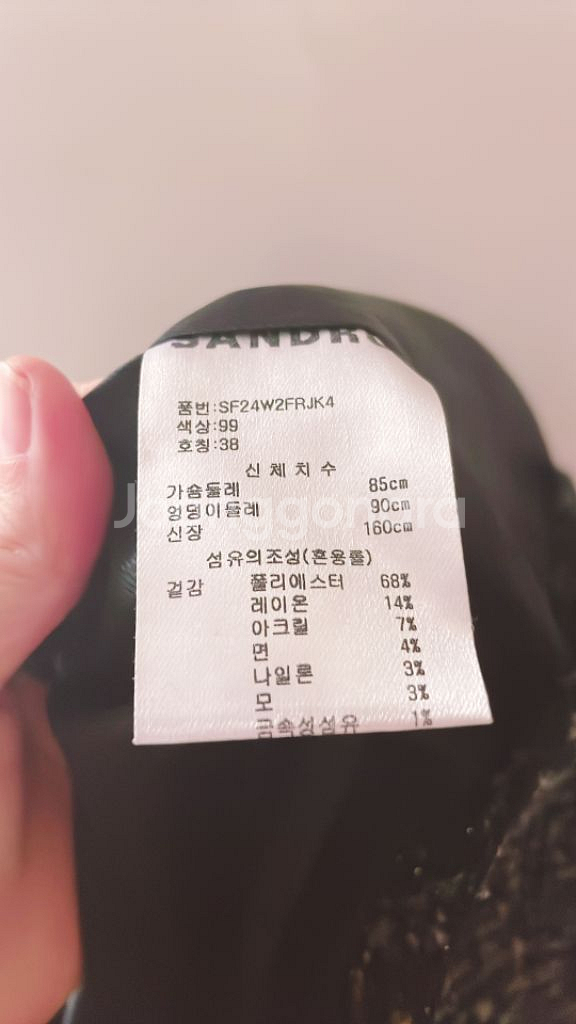 SANDRO
품번:SF24W2FRJK4
색상:99
호칭:38
신 체 치 수
가슴둘레 85cm
엉덩이둘레 90cm
신장 160cm
Joonggonara
섬유의조성(혼용률)
겉감 폴리에스터 68%
레이온 14%
아크릴 7%
면 4%
나일론 3%
모 3%
금속성섬유 1%